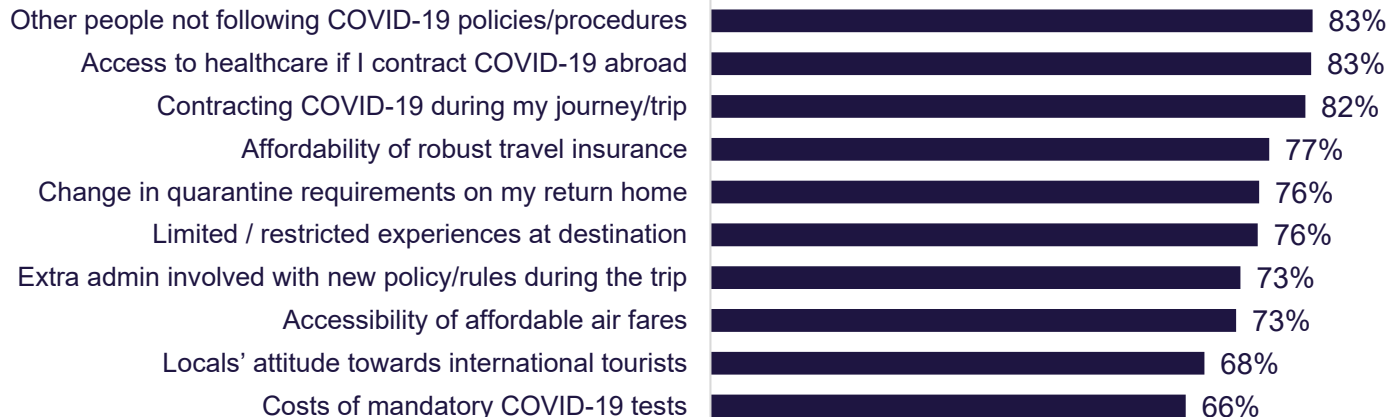 Other people not following COVID-19 policies/procedures 83%
Access to healthcare if I contract COVID-19 abroad 83%
Contracting COVID-19 during my journey/trip 82%
Affordability of robust travel insurance 77%
Change in quarantine requirements on my return home 76%
Limited / restricted experiences at destination 76%
Extra admin involved with new policy/rules during the trip 73%
Accessibility of affordable air fares 73%
Locals’ attitude towards international tourists 68%
Costs of mandatory COVID-19 tests 66%